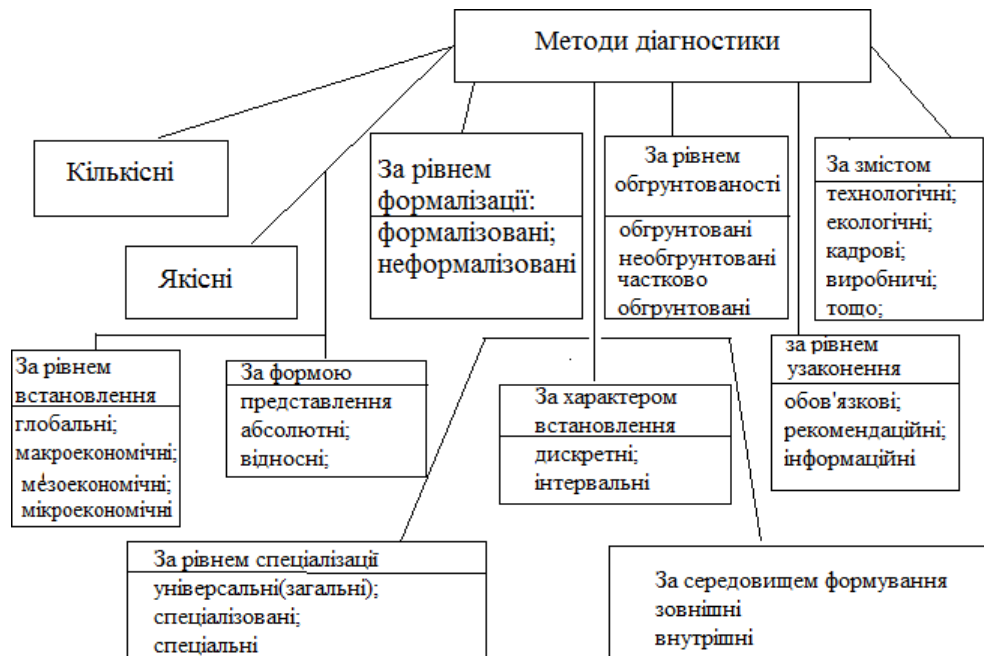 Методи діагностики
Кількісні
Якісні
За рівнем
формалізації:
формалізовані;
неформалізовані
За рівнем
обгрунтованості
обгрунтовані
необгрунтовані
частково
обгрунтовані
За змістом
технологічні;
екологічні;
кадрові;
виробничі;
тощо;
За рівнем
встановлення
глобальні;
макроекономічні;
мезоекономічні;
мікроекономічні
За формою
представлення
абсолютні;
відносні;
За характером
встановлення
дискретні;
інтервальні
за рівнем
узаконення
обов'язкові;
рекомендаційні;
інформаційні
За рівнем спеціалізації
універсальні(загальні);
спеціалізовані;
спеціальні
За середовищем формування
зовнішні
внутрішні